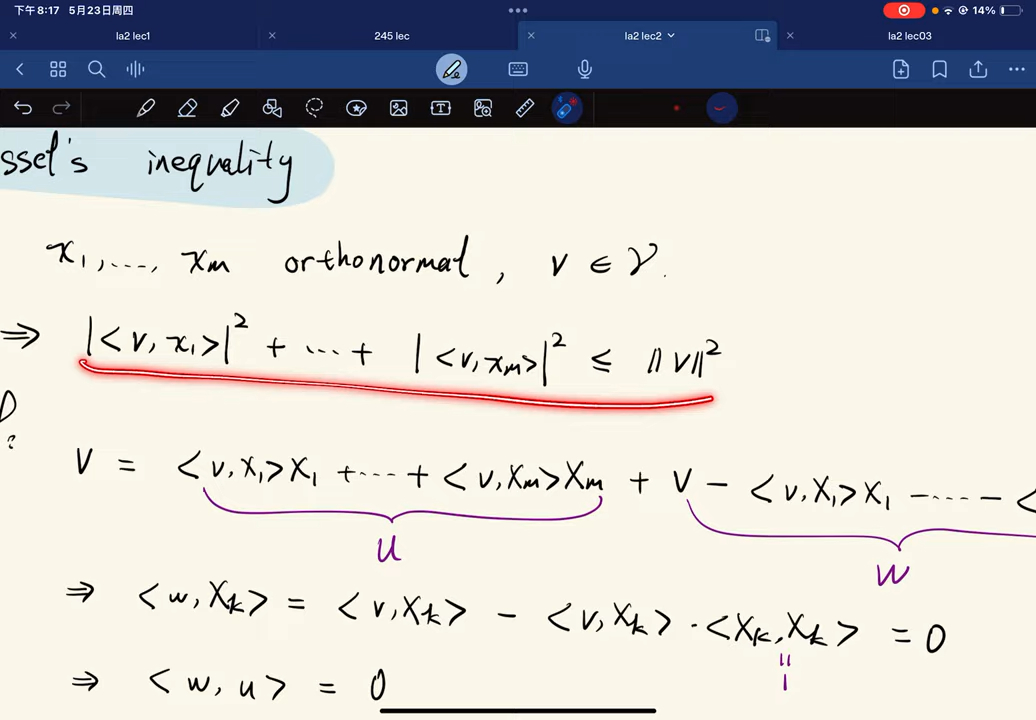 下午8:17 5月23日周四
14%
la2 lec1
245 lec
la2 lec2
la2 lec03
ssel's inequality
x₁, ..., xₘ orthonormal, v ∈ 𝒱.
⇒ |<v, x₁>|² + ... + |<v, xₘ>|² ≤ ‖v‖²
v = <v, x₁>x₁ + ... + <v, xₘ>xₘ + v − <v, x₁>x₁ − ... − <
u
w
⇒ <w, xₖ> = <v, xₖ> − <v, xₖ> · <xₖ, xₖ> = 0
॥
1
⇒ <w, u> = 0